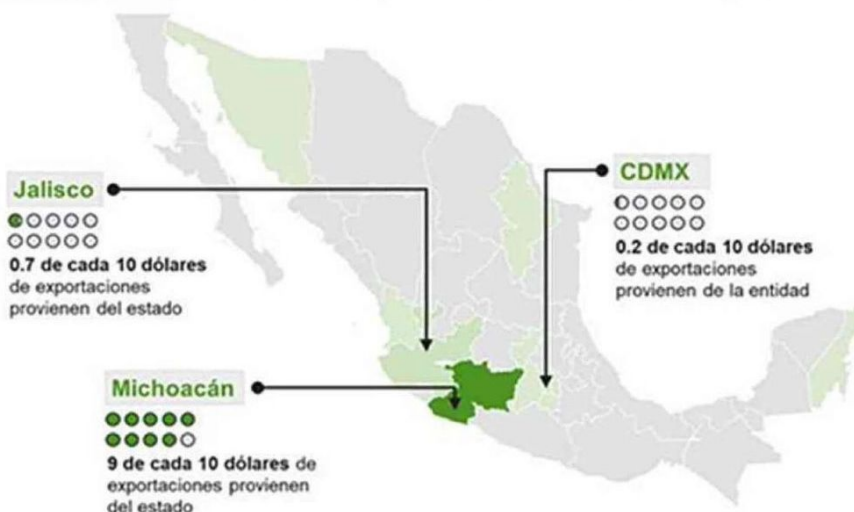 Jalisco
0.7 de cada 10 dólares
de exportaciones
provienen del estado
CDMX
0.2 de cada 10 dólares
de exportaciones
provienen de la entidad
Michoacán
9 de cada 10 dólares de
exportaciones provienen
del estado